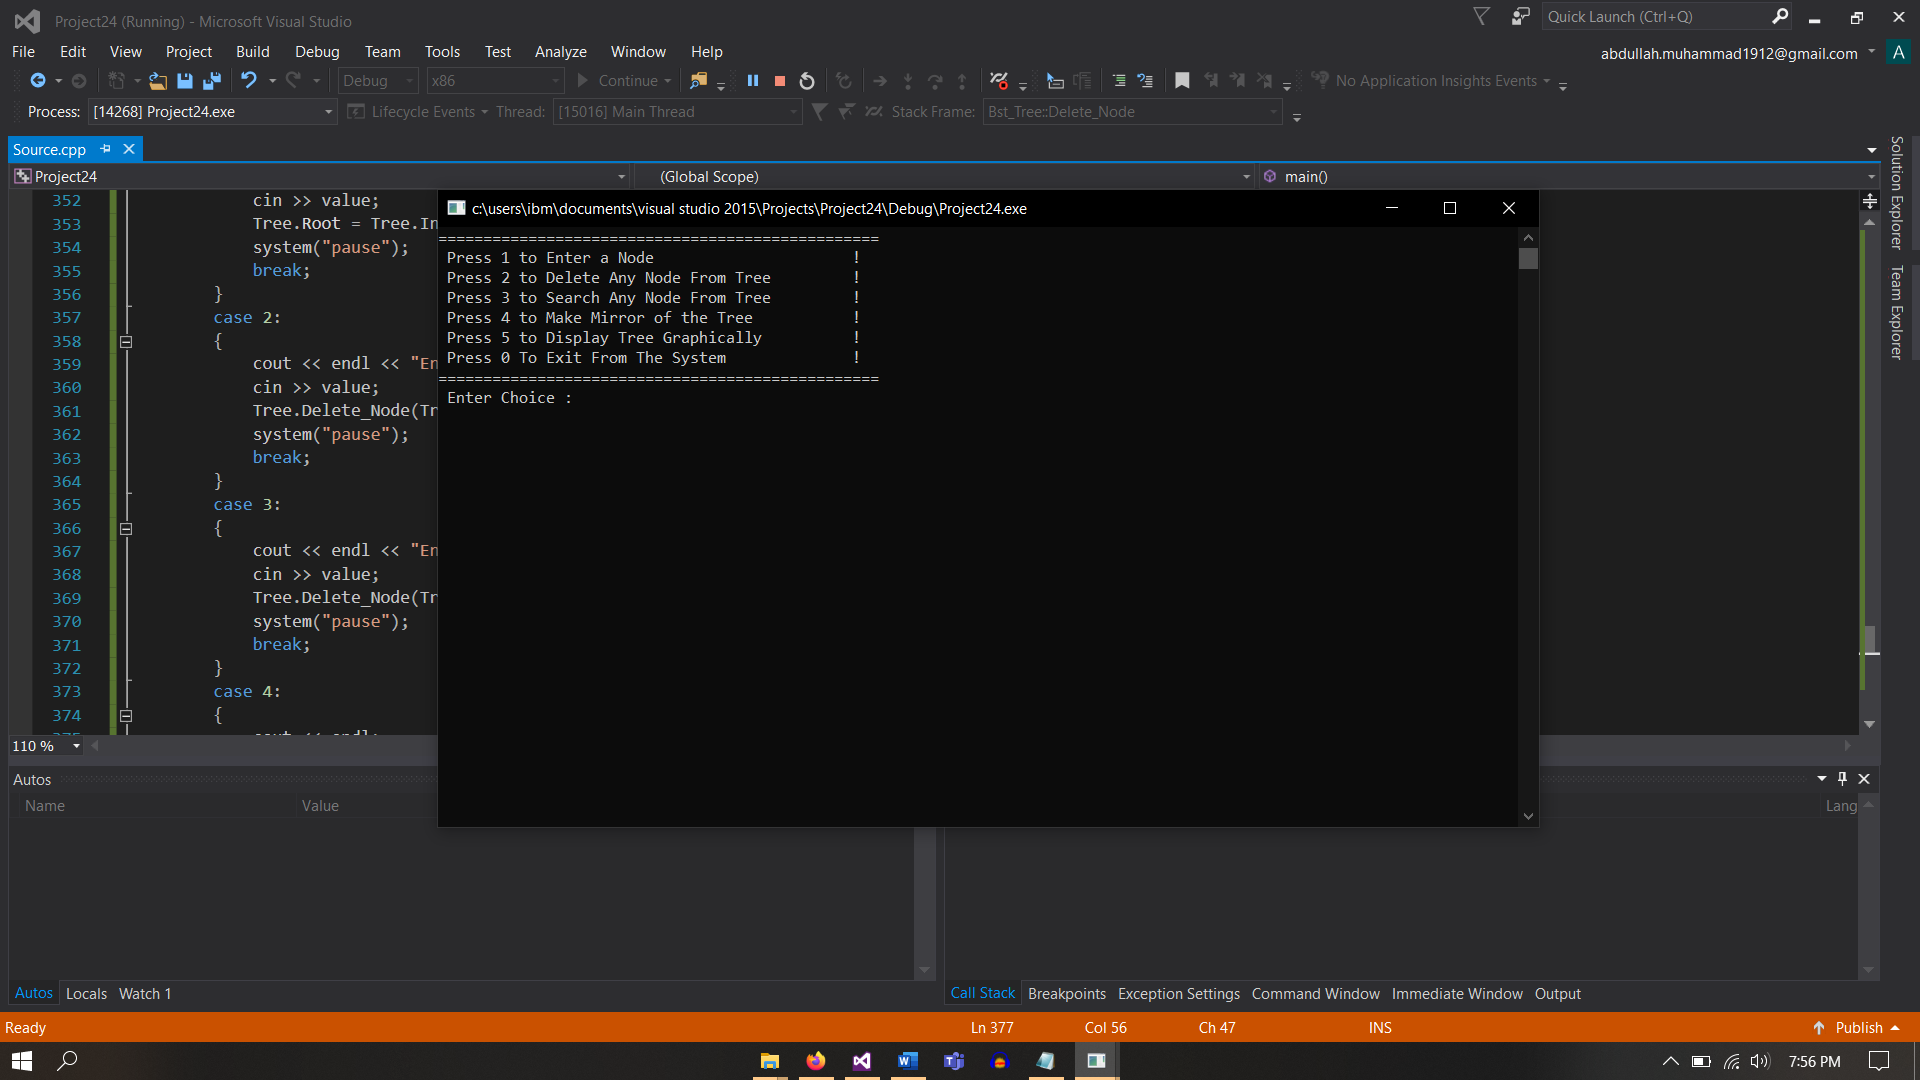 Project24 (Running) - Microsoft Visual Studio
Quick Launch (Ctrl+Q)
File Edit View Project Build Debug Team Tools Test Analyze Window Help
abdullah.muhammad1912@gmail.com A
Debug x86 Continue No Application Insights Events
Process: [14268] Project24.exe Lifecycle Events Thread: [15016] Main Thread Stack Frame: Bst_Tree::Delete_Node
Source.cpp
Project24 (Global Scope) main()
Solution Explorer
Team Explorer
352 cin >> value;
353 Tree.Root = Tree.In
354 system("pause");
355 break;
356 }
357 case 2:
358 {
359 cout << endl << "En
360 cin >> value;
361 Tree.Delete_Node(Tr
362 system("pause");
363 break;
364 }
365 case 3:
366 {
367 cout << endl << "En
368 cin >> value;
369 Tree.Delete_Node(Tr
370 system("pause");
371 break;
372 }
373 case 4:
374 {
c:\users\ibm\documents\visual studio 2015\Projects\Project24\Debug\Project24.exe
=================================================
Press 1 to Enter a Node !
Press 2 to Delete Any Node From Tree !
Press 3 to Search Any Node From Tree !
Press 4 to Make Mirror of the Tree !
Press 5 to Display Tree Graphically !
Press 0 To Exit From The System !
=================================================
Enter Choice :
110 %
Autos
Name Value
Lang
Autos Locals Watch 1
Call Stack Breakpoints Exception Settings Command Window Immediate Window Output
Ready Ln 377 Col 56 Ch 47 INS Publish
7:56 PM